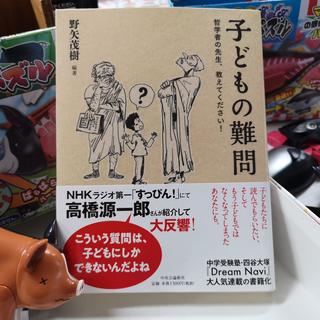 子どもの難問
哲学者の先生、教えてください!
野矢茂樹 編著
?
NHKラジオ第一「すっぴん!」にて
高橋源一郎さんが紹介して
大反響!
こういう質問は、
子どもにしか
できないんだよね
子どもたちに
読んでもらいたい、
そして
もう子どもでは
なくなってしまった
あなたにも。
中学受験塾・四谷大塚
『Dream Navi』
大人気連載の書籍化
中央公論新社